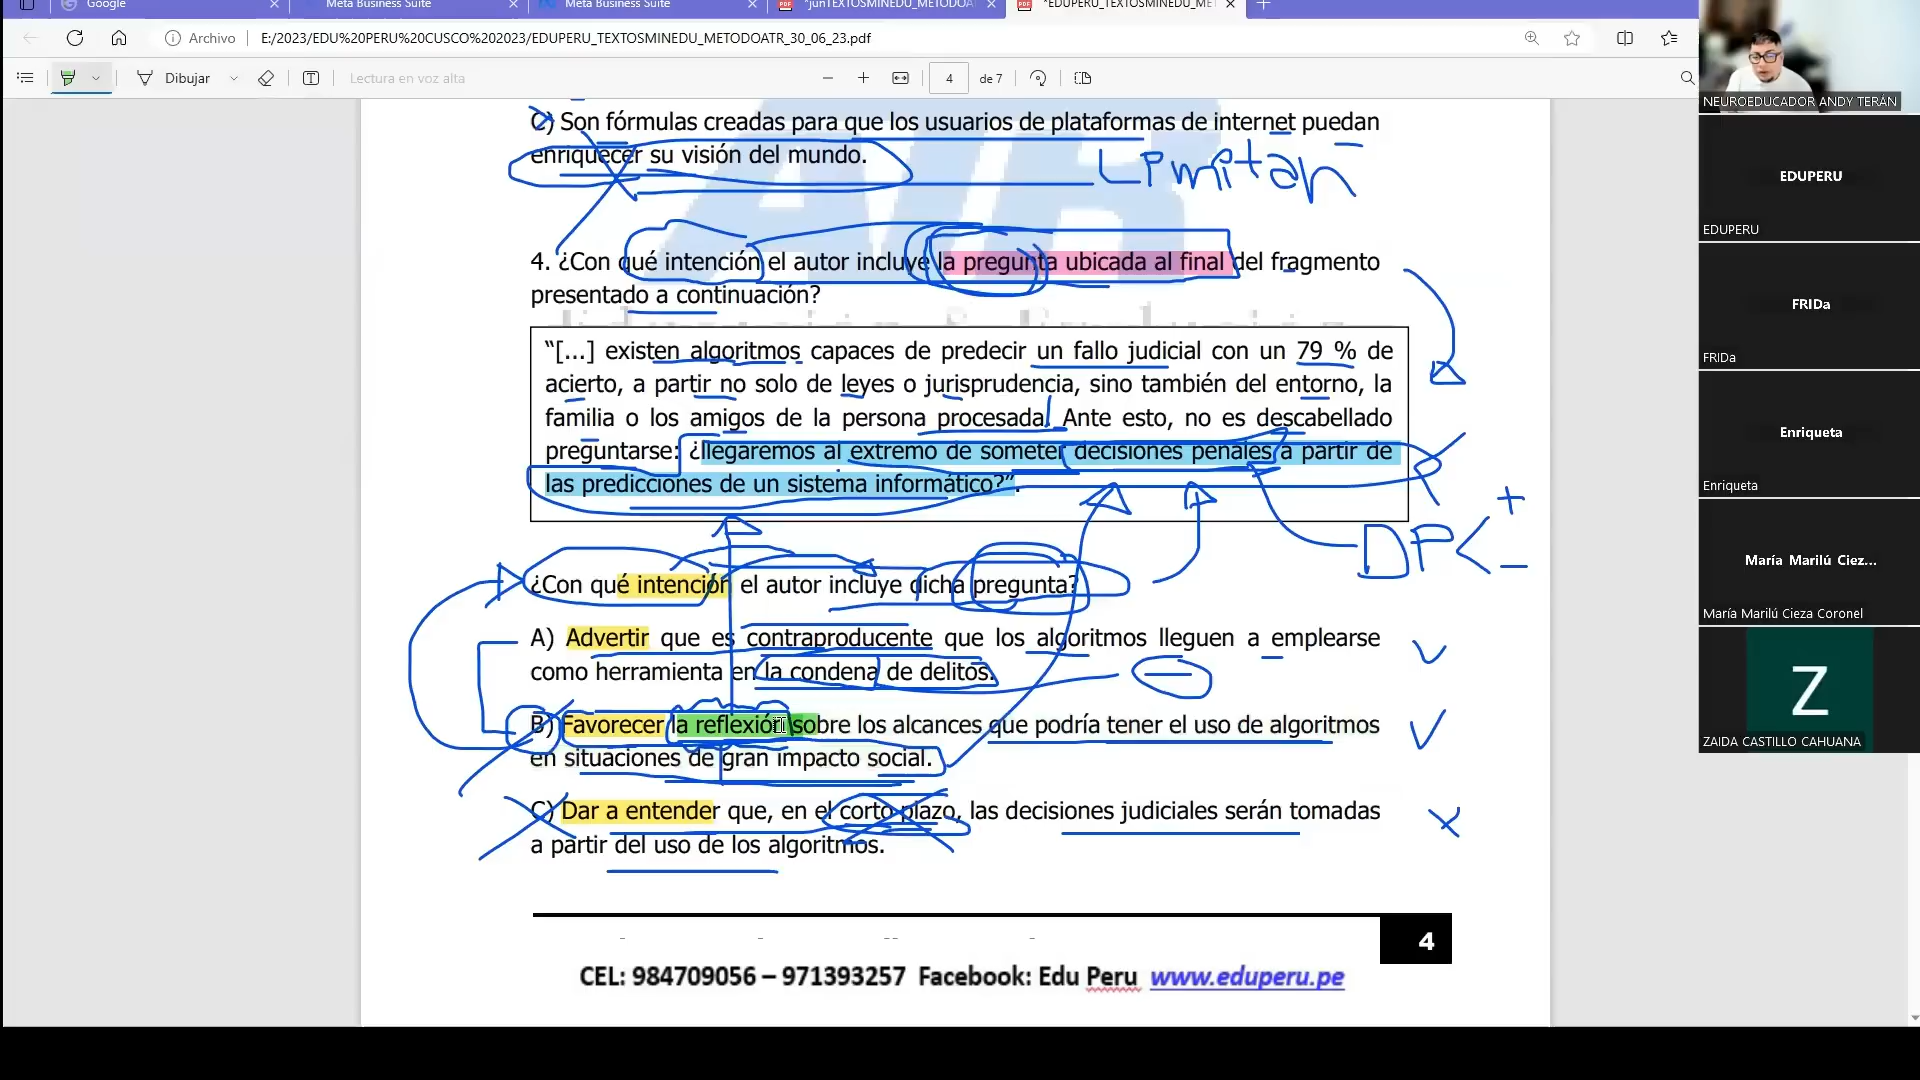 Google
Meta Business Suite
Meta Business Suite
*junTEXTOSMINEDU_METODOA
*EDUPERU_TEXTOSMINEDU_ME
Archivo
E:/2023/EDU%20PERU%20CUSCO%202023/EDUPERU_TEXTOSMINEDU_METODOATR_30_06_23.pdf
Dibujar
Lectura en voz alta
4
de 7
C) Son fórmulas creadas para que los usuarios de plataformas de internet puedan
enriquecer su visión del mundo.
Limitan
4. ¿Con qué intención el autor incluye la pregunta ubicada al final del fragmento
presentado a continuación?
“[...] existen algoritmos capaces de predecir un fallo judicial con un 79 % de
acierto, a partir no solo de leyes o jurisprudencia, sino también del entorno, la
familia o los amigos de la persona procesada. Ante esto, no es descabellado
preguntarse: ¿llegaremos al extremo de someter decisiones penales a partir de
las predicciones de un sistema informático?”.
DP < + −
¿Con qué intención el autor incluye dicha pregunta?
A) Advertir que es contraproducente que los algoritmos lleguen a emplearse
como herramienta en la condena de delitos.
B) Favorecer la reflexión sobre los alcances que podría tener el uso de algoritmos
en situaciones de gran impacto social.
C) Dar a entender que, en el corto plazo, las decisiones judiciales serán tomadas
a partir del uso de los algoritmos.
4
CEL: 984709056 – 971393257 Facebook: Edu Peru www.eduperu.pe
NEUROEDUCADOR ANDY TERÁN
EDUPERU
EDUPERU
FRIDa
FRIDa
Enriqueta
Enriqueta
María Marilú Ciez...
María Marilú Cieza Coronel
Z
ZAIDA CASTILLO CAHUANA